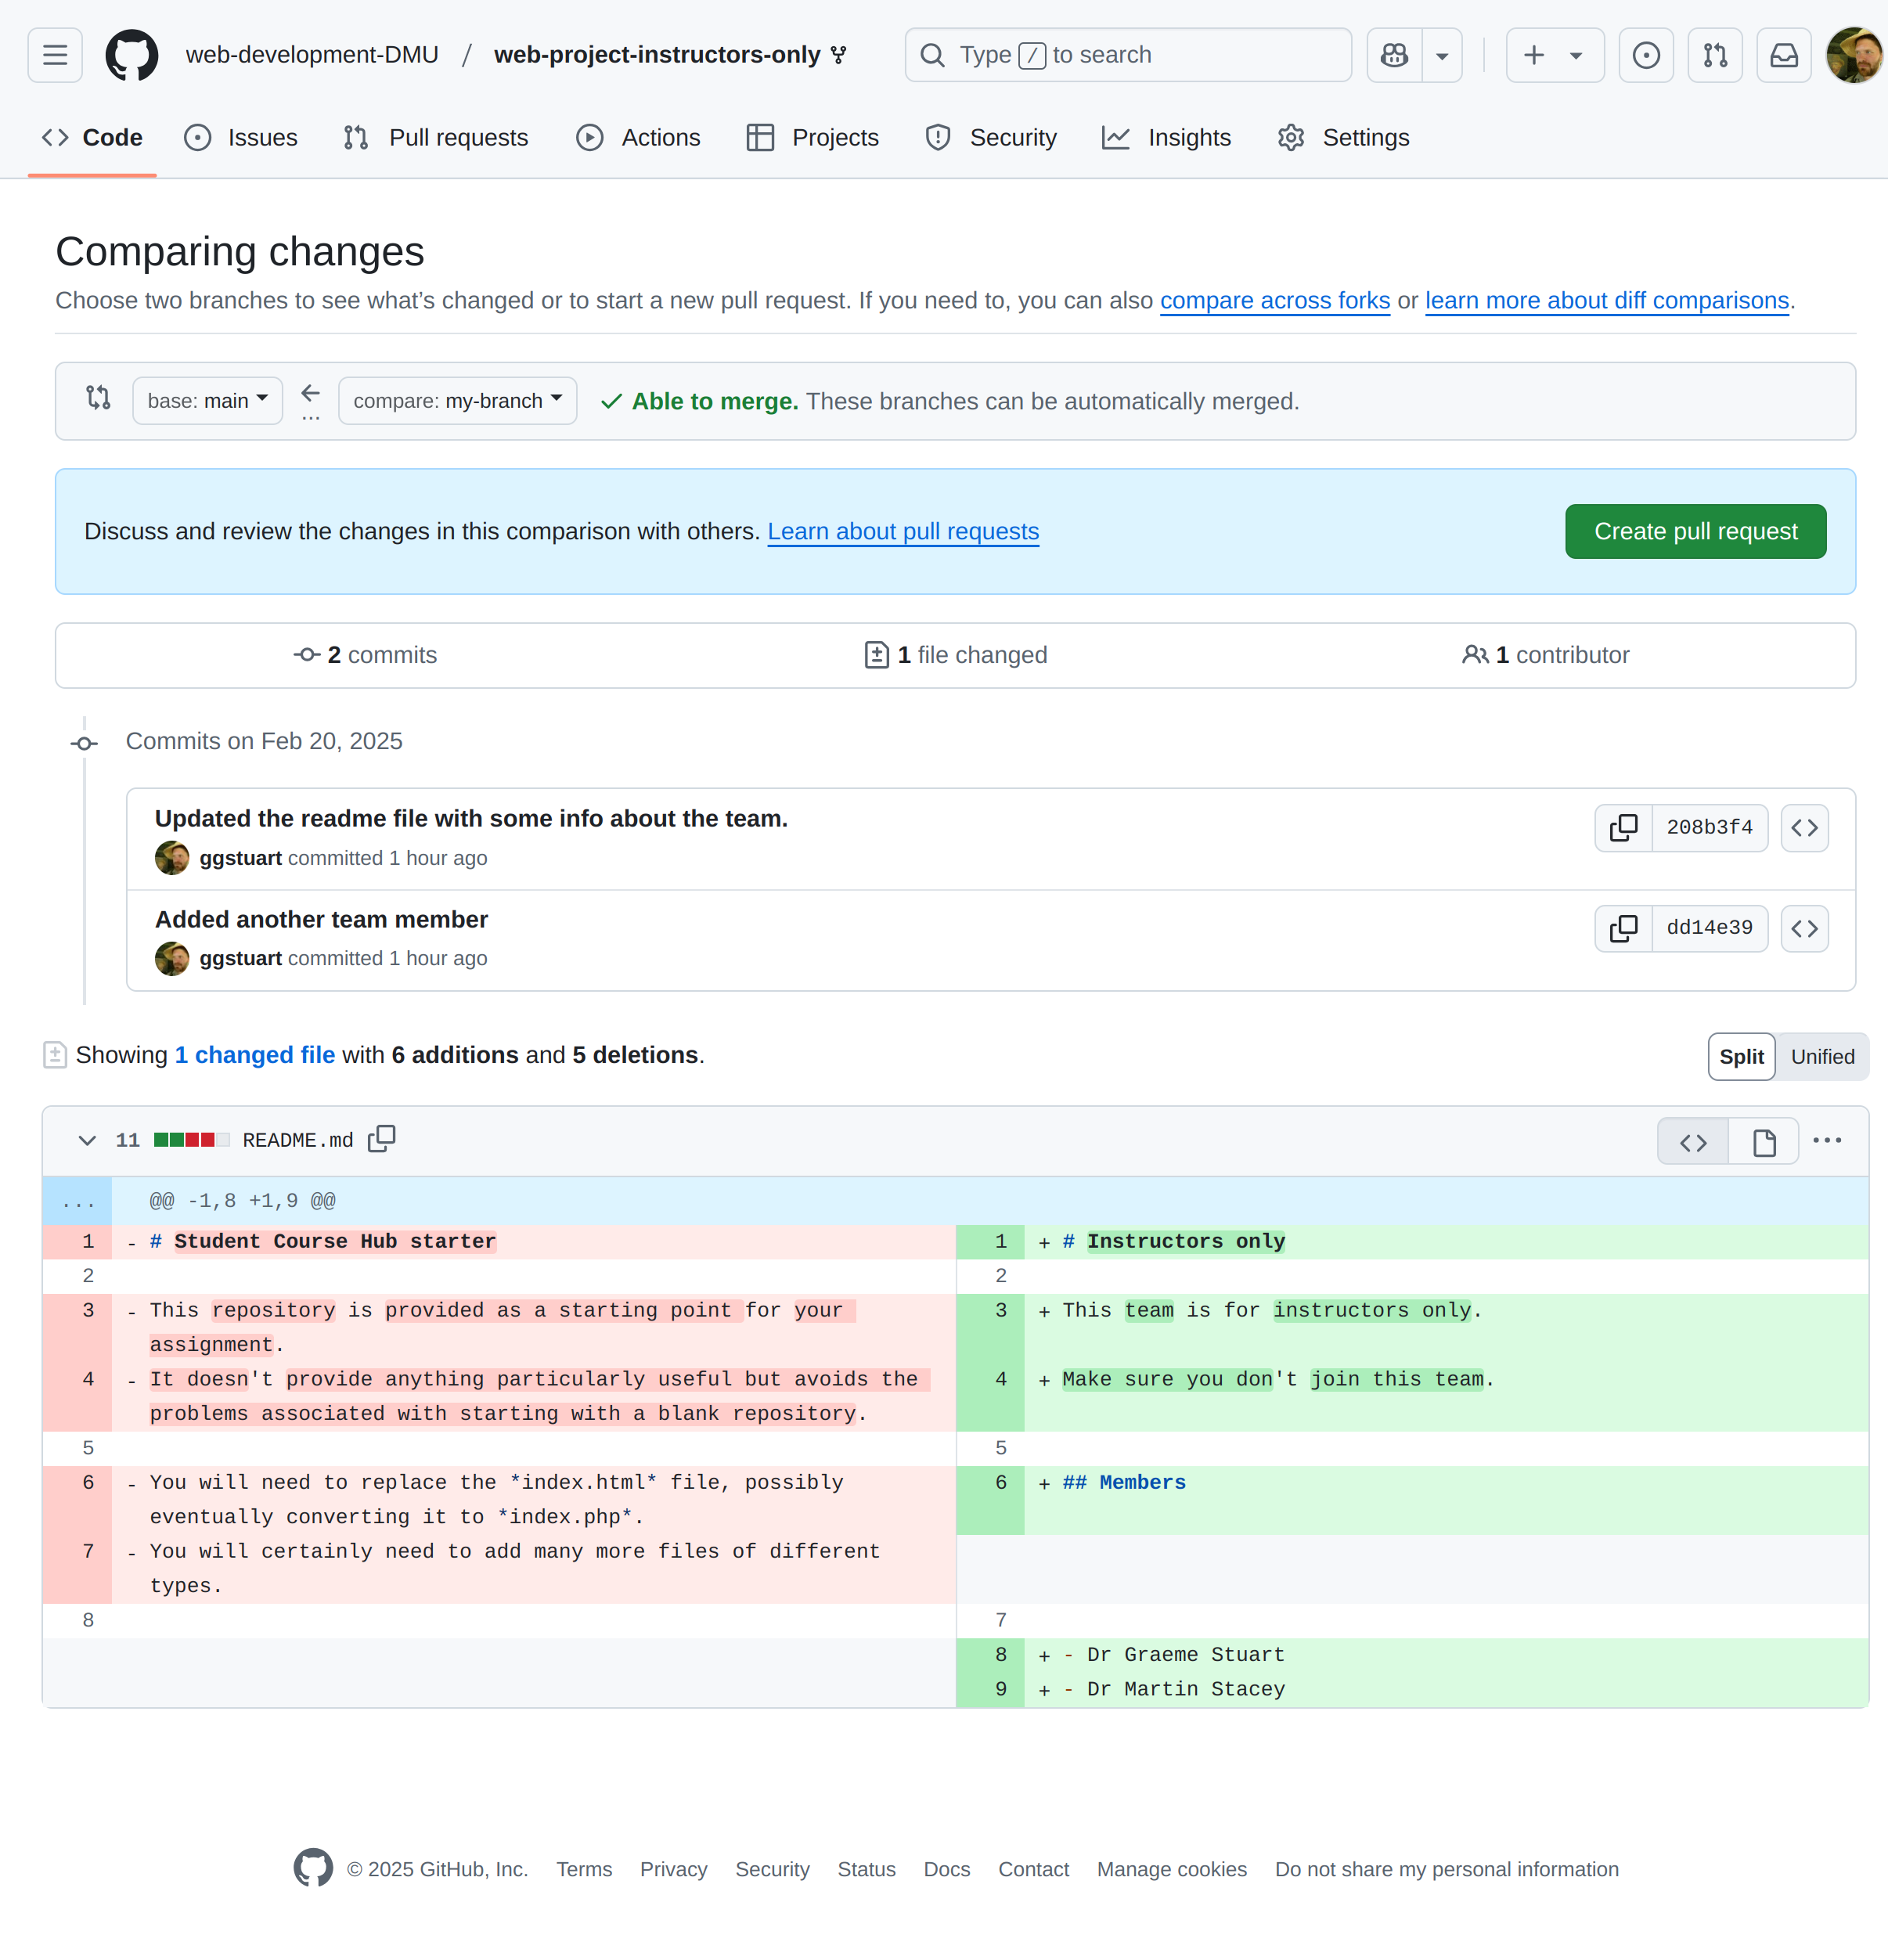 web-development-DMU / web-project-instructors-only Type / to search
Code Issues Pull requests Actions Projects Security Insights Settings
Comparing changes
Choose two branches to see what’s changed or to start a new pull request. If you need to, you can also compare across forks or learn more about diff comparisons.
base: main ... compare: my-branch Able to merge. These branches can be automatically merged.
Discuss and review the changes in this comparison with others. Learn about pull requests Create pull request
2 commits 1 file changed 1 contributor
Commits on Feb 20, 2025
Updated the readme file with some info about the team. 208b3f4
ggstuart committed 1 hour ago
Added another team member dd14e39
ggstuart committed 1 hour ago
Showing 1 changed file with 6 additions and 5 deletions. Split Unified
11 README.md
... @@ -1,8 +1,9 @@
1 - # Student Course Hub starter 1 + # Instructors only
2 2
3 - This repository is provided as a starting point for your 3 + This team is for instructors only.
assignment.
4 - It doesn't provide anything particularly useful but avoids the 4 + Make sure you don't join this team.
problems associated with starting with a blank repository.
5 5
6 - You will need to replace the *index.html* file, possibly 6 + ## Members
eventually converting it to *index.php*.
7 - You will certainly need to add many more files of different
types.
8 7
8 + - Dr Graeme Stuart
9 + - Dr Martin Stacey
© 2025 GitHub, Inc. Terms Privacy Security Status Docs Contact Manage cookies Do not share my personal information